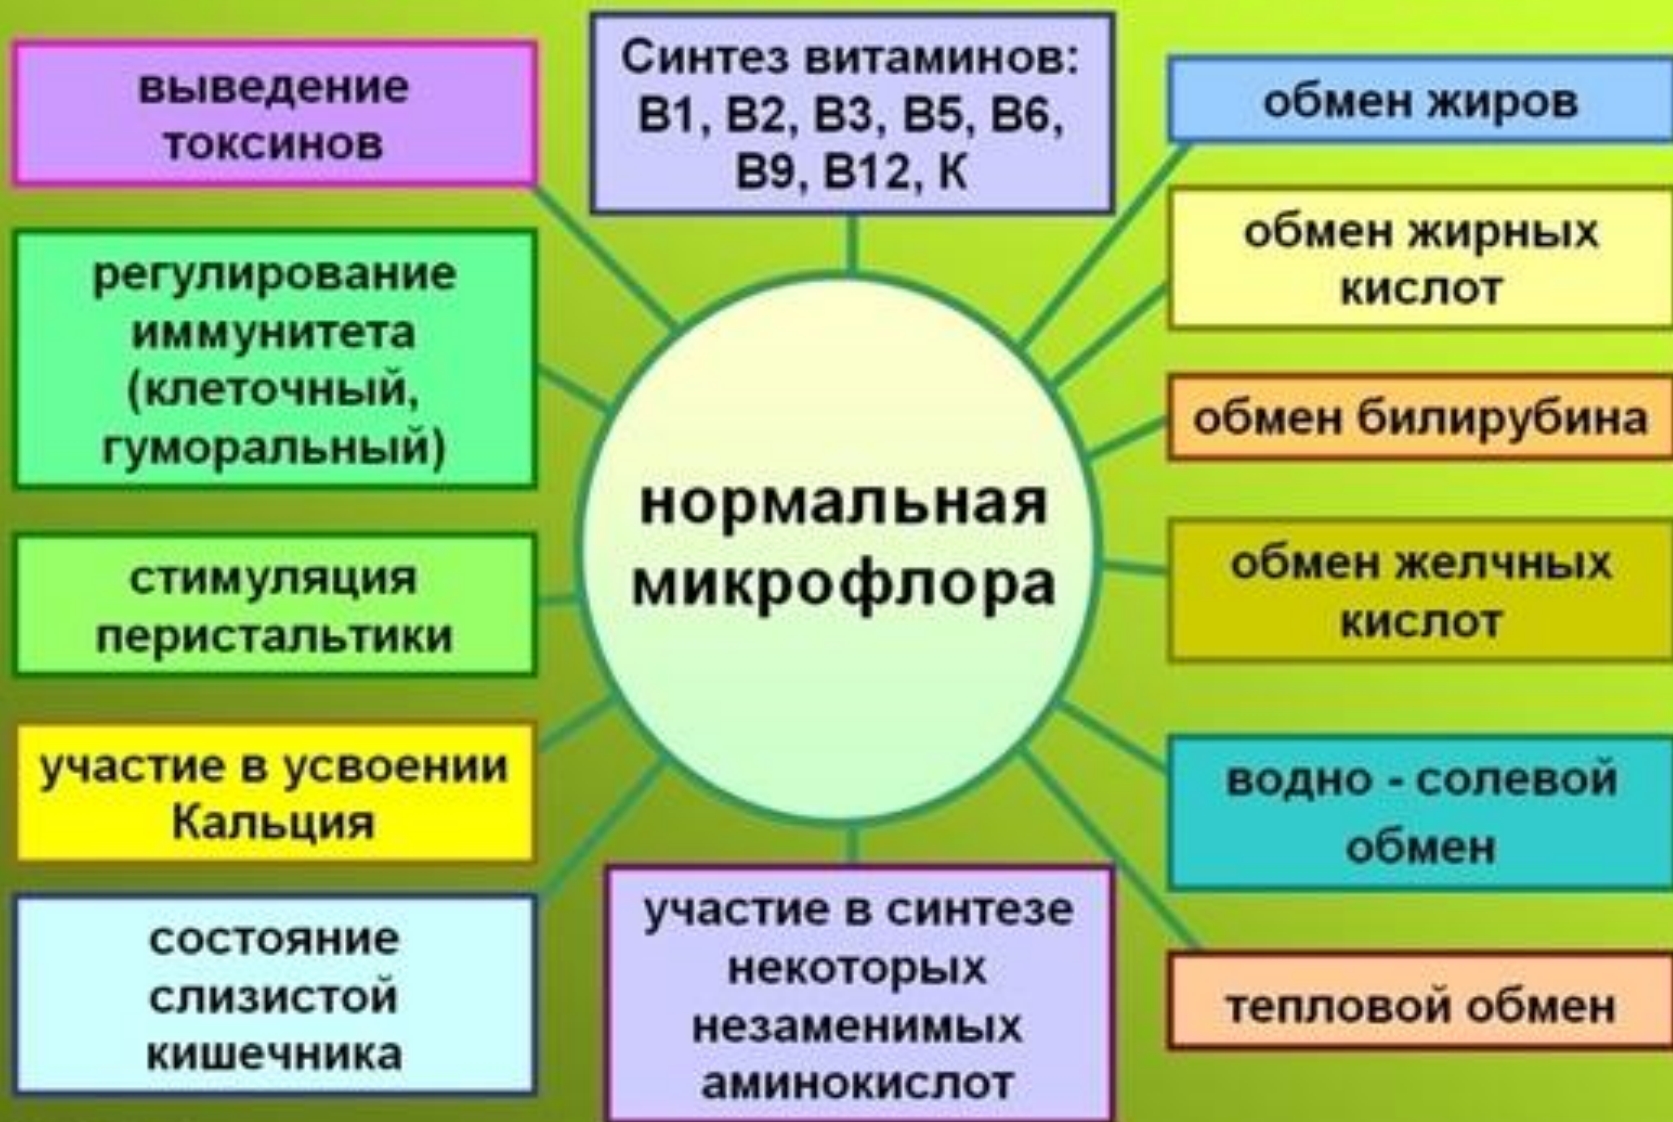 выведение
токсинов
Синтез витаминов:
В1, В2, В3, В5, В6,
В9, В12, К
обмен жиров
регулирование
иммунитета
(клеточный,
гуморальный)
обмен жирных
кислот
обмен билирубина
нормальная
микрофлора
стимуляция
перистальтики
обмен желчных
кислот
участие в усвоении
Кальция
водно - солевой
обмен
состояние
слизистой
кишечника
участие в синтезе
некоторых
незаменимых
аминокислот
тепловой обмен